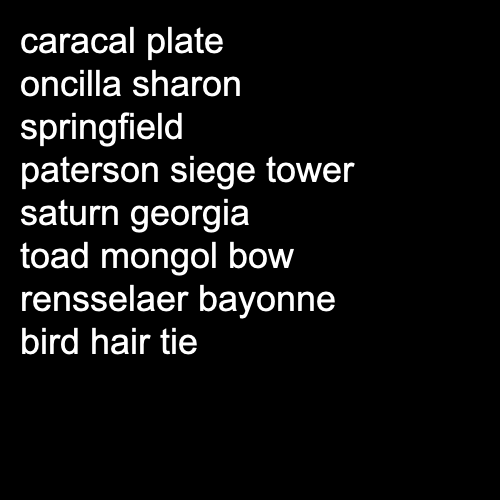 caracal plate
oncilla sharon
springfield
paterson siege tower
saturn georgia
toad mongol bow
rensselaer bayonne
bird hair tie